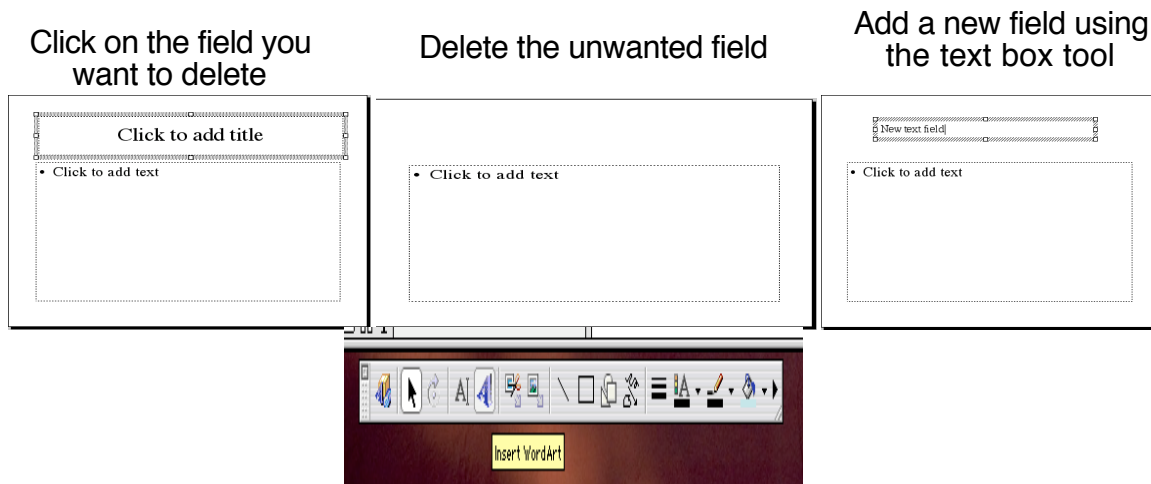 Click on the field you
want to delete
Delete the unwanted field
Add a new field using
the text box tool
Click to add title
• Click to add text
• Click to add text
New text field
• Click to add text
A
A
A
Insert WordArt